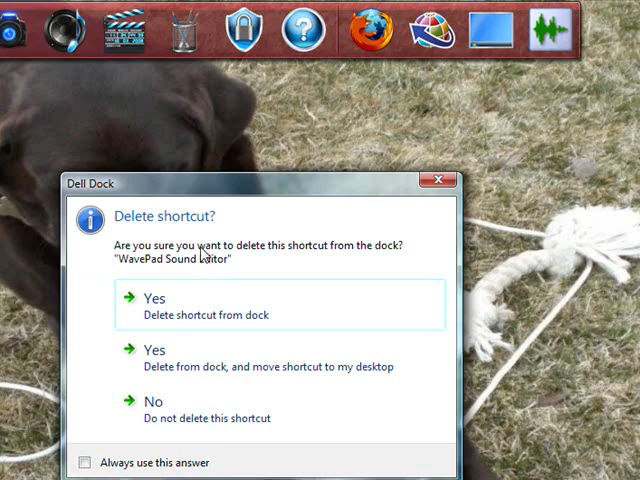 Dell Dock
Delete shortcut?
Are you sure you want to delete this shortcut from the dock?
"WavePad Sound Editor"
Yes
Delete shortcut from dock
Yes
Delete from dock, and move shortcut to my desktop
No
Do not delete this shortcut
Always use this answer